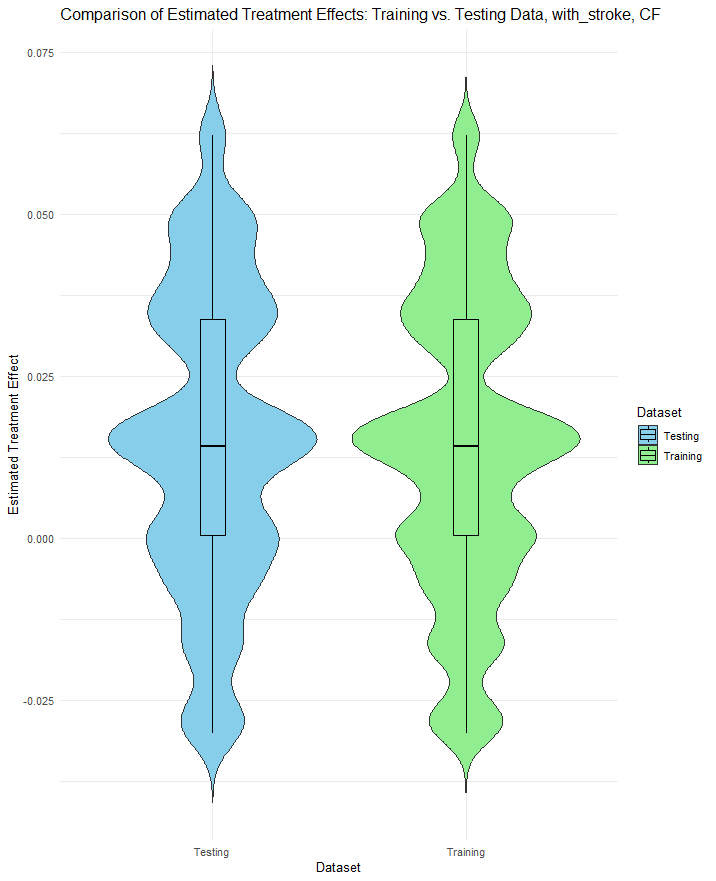 Comparison of Estimated Treatment Effects: Training vs. Testing Data, with_stroke, CF
0.075
0.050
0.025
0.000
-0.025
Estimated Treatment Effect
Testing
Training
Dataset
Dataset
Testing
Training